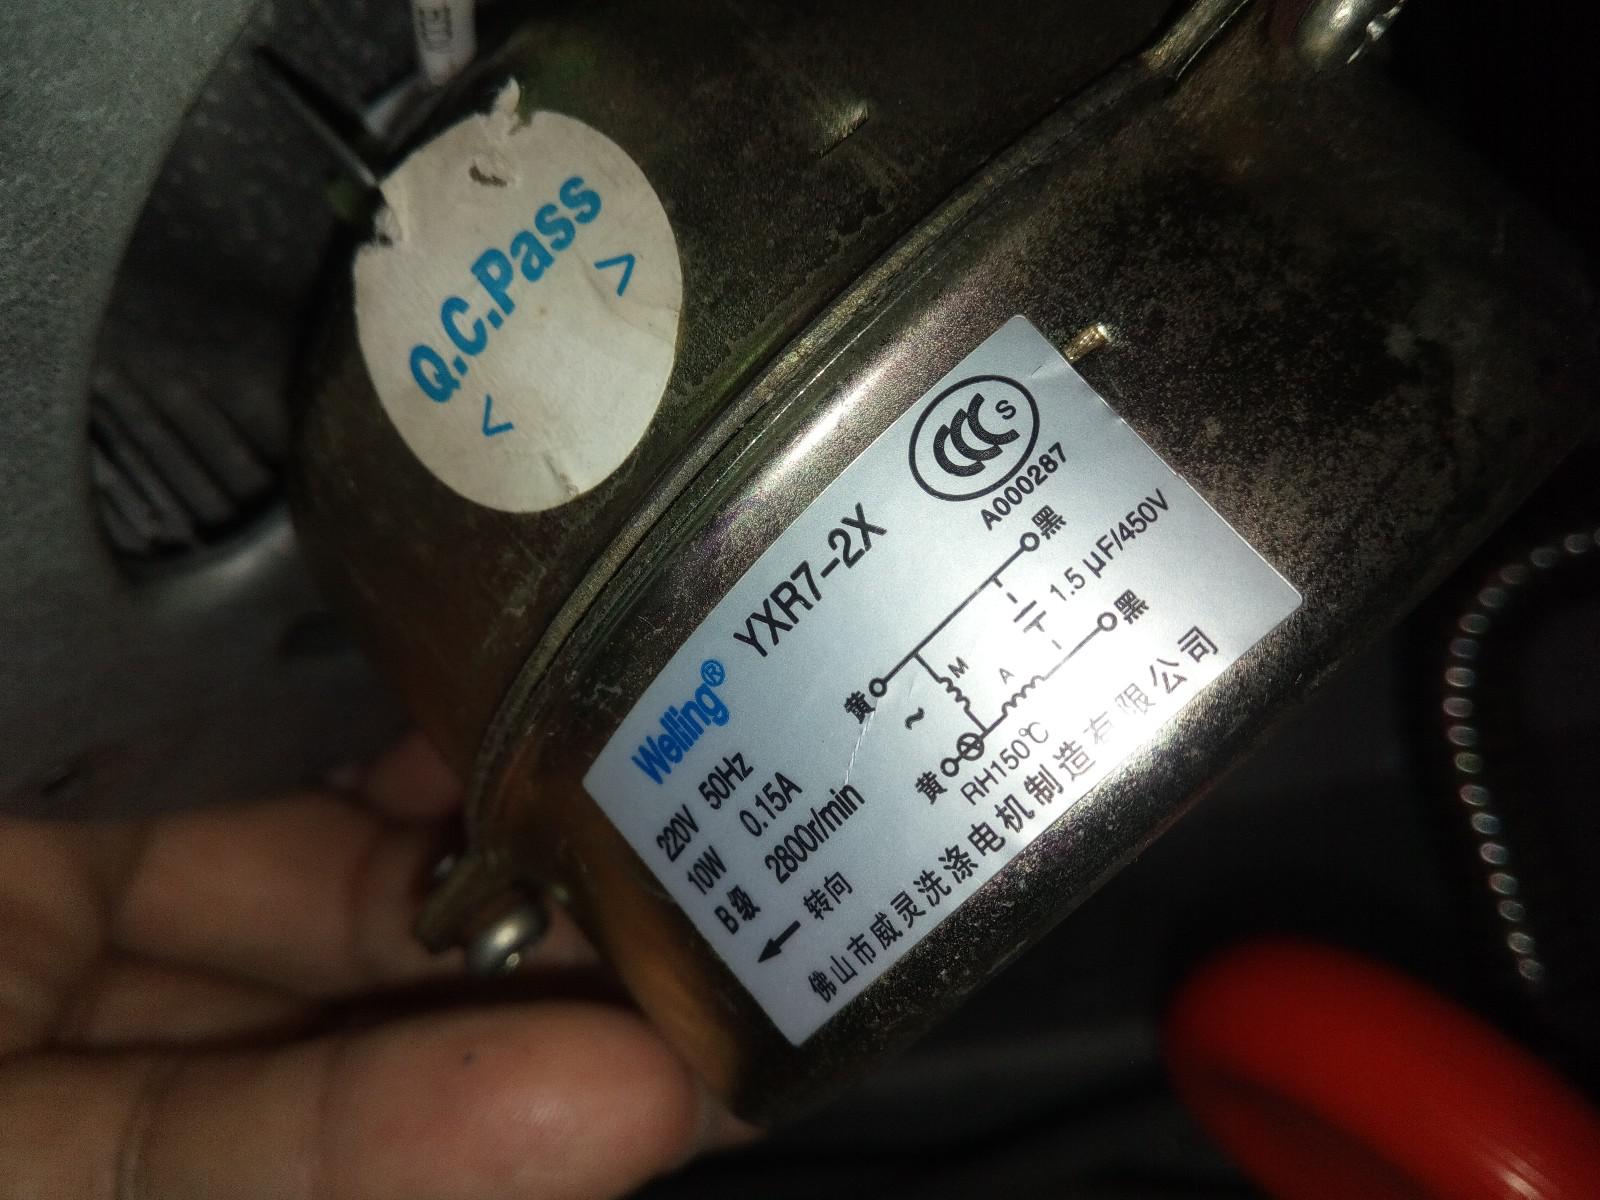 Q.C.Pass
< >
CCC S
A000287
Welling® YXR7-2X
220V 50Hz
10W 0.15A
B级 2800r/min
← 转向
黑
1.5 μF/450V
黑
黄
~
M
A
黄
RH150℃
佛山市威灵洗涤电机制造有限公司